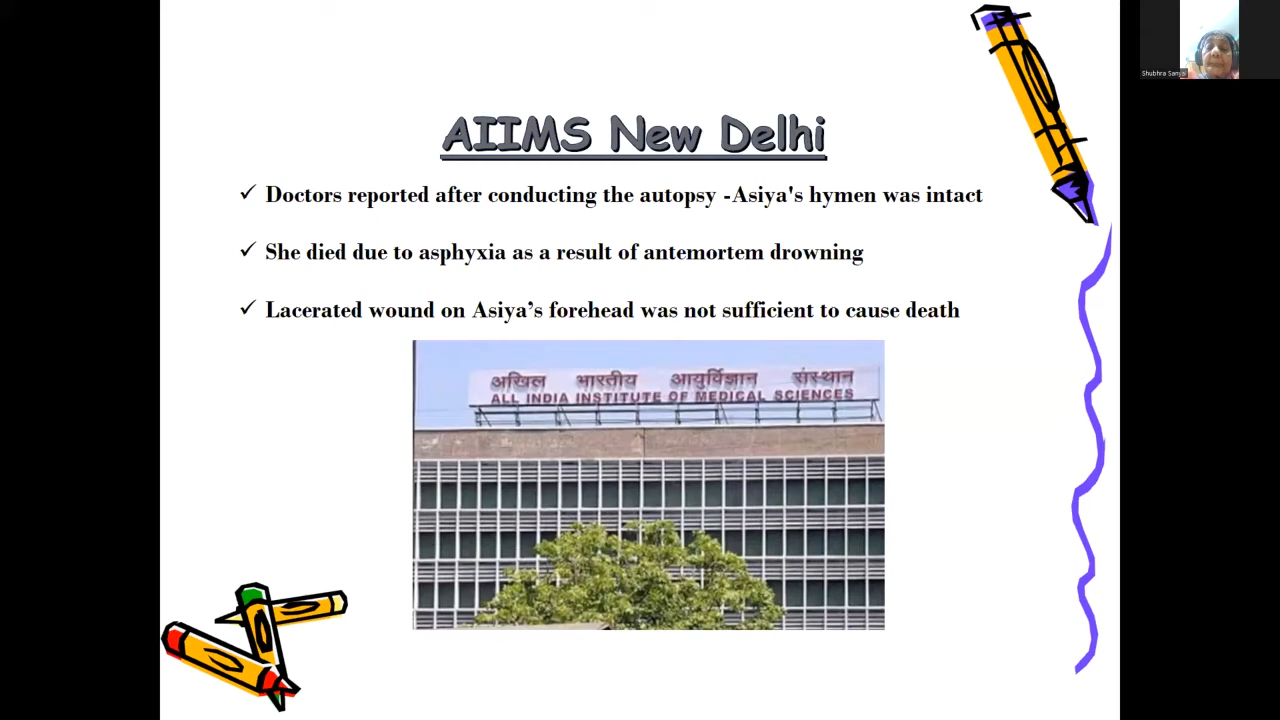 Shubhra Sanyal
AIIMS New Delhi
✓ Doctors reported after conducting the autopsy -Asiya's hymen was intact
✓ She died due to asphyxia as a result of antemortem drowning
✓ Lacerated wound on Asiya’s forehead was not sufficient to cause death
अखिल भारतीय आयुर्विज्ञान संस्थान
ALL INDIA INSTITUTE OF MEDICAL SCIENCES